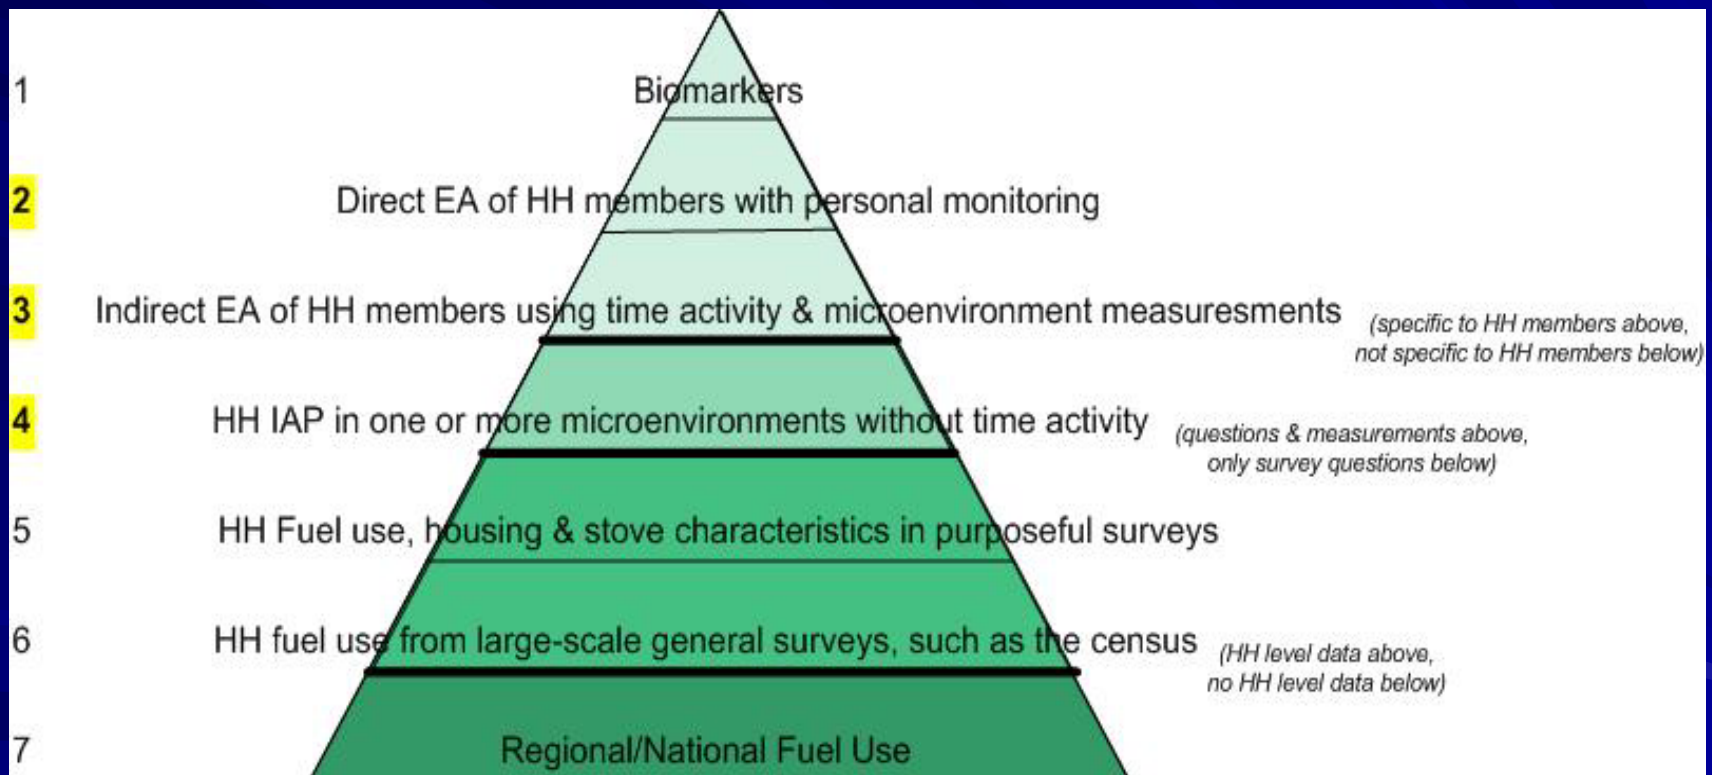 1 Biomarkers
2 Direct EA of HH members with personal monitoring
3 Indirect EA of HH members using time activity & microenvironment measuresments
(specific to HH members above,
not specific to HH members below)
4 HH IAP in one or more microenvironments without time activity
(questions & measurements above,
only survey questions below)
5 HH Fuel use, housing & stove characteristics in purposeful surveys
6 HH fuel use from large-scale general surveys, such as the census
(HH level data above,
no HH level data below)
7 Regional/National Fuel Use